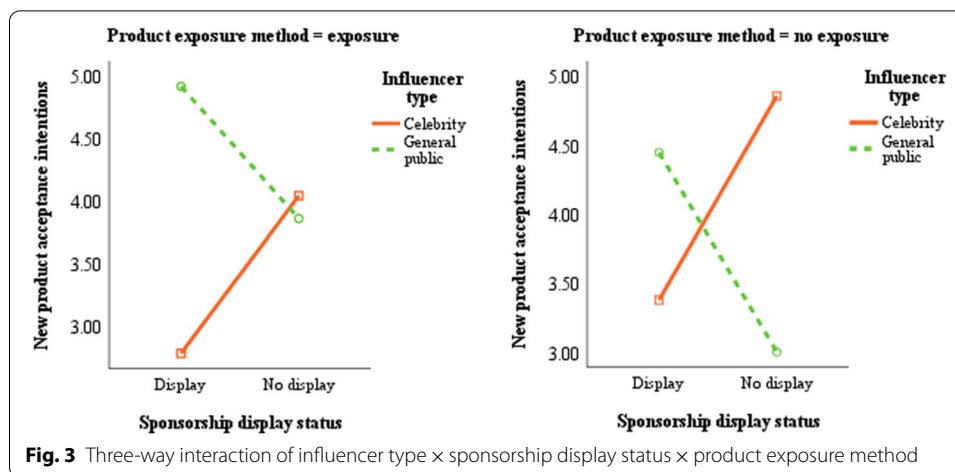 Product exposure method = exposure
New product acceptance intentions
5.00
4.50
4.00
3.50
3.00
Display
No display
Sponsorship display status
Influencer
type
Celebrity
General
public
Product exposure method = no exposure
New product acceptance intentions
5.00
4.50
4.00
3.50
3.00
Display
No display
Sponsorship display status
Influencer
type
Celebrity
General
public
Fig. 3 Three-way interaction of influencer type × sponsorship display status × product exposure method